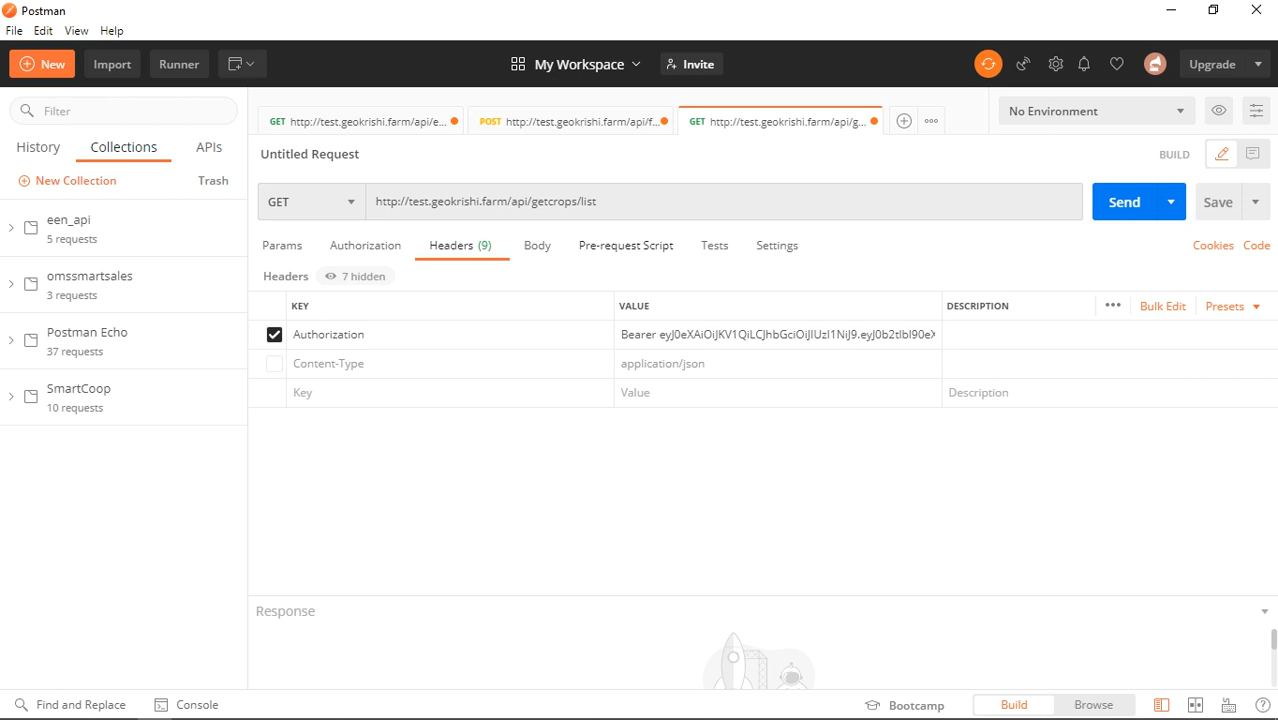 Postman
File Edit View Help
New Import Runner My Workspace Invite Upgrade
Filter
History Collections APIs
New Collection Trash
een_api
5 requests
omssmartsales
3 requests
Postman Echo
37 requests
SmartCoop
10 requests
GET http://test.geokrishi.farm/api/e... POST http://test.geokrishi.farm/api/f... GET http://test.geokrishi.farm/api/g... No Environment
Untitled Request BUILD
GET http://test.geokrishi.farm/api/getcrops/list Send Save
Params Authorization Headers (9) Body Pre-request Script Tests Settings Cookies Code
Headers 7 hidden
KEY VALUE DESCRIPTION Bulk Edit Presets
Authorization Bearer
Content-Type application/json
Key Value Description
Response
Find and Replace Console Bootcamp Build Browse